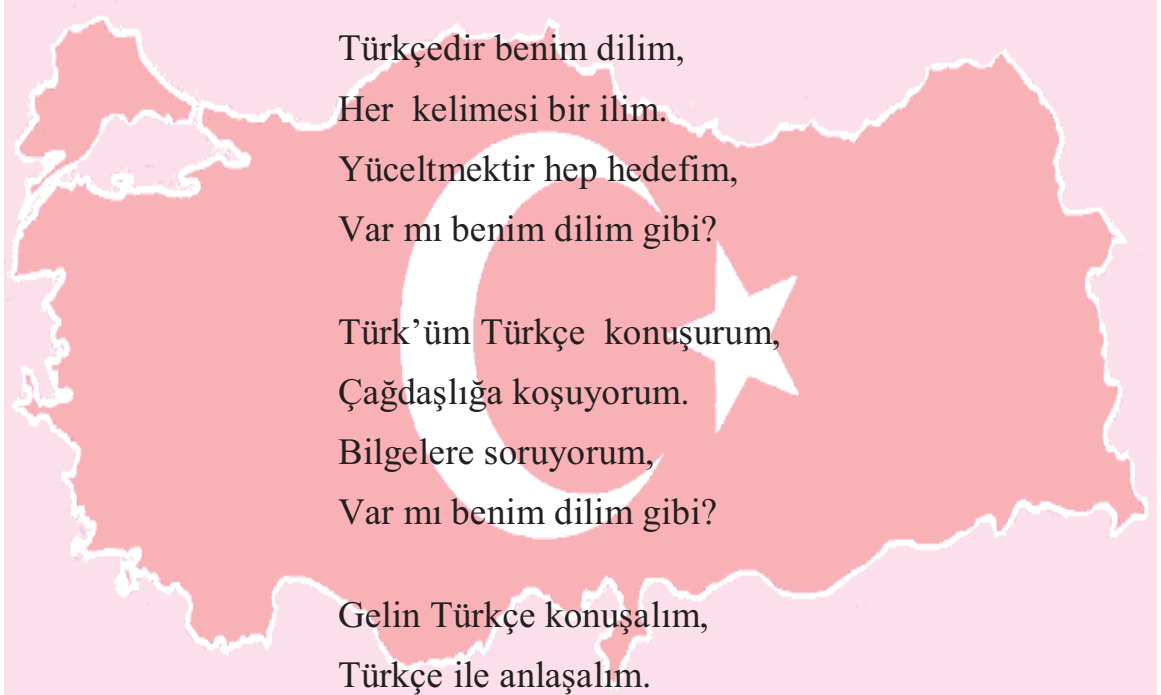 Türkçedir benim dilim,
Her kelimesi bir ilim.
Yüceltmektir hep hedefim,
Var mı benim dilim gibi?
Türk’üm Türkçe konuşurum,
Çağdaşlığa koşuyorum.
Bilgelere soruyorum,
Var mı benim dilim gibi?
Gelin Türkçe konuşalım,
Türkçe ile anlaşalım.